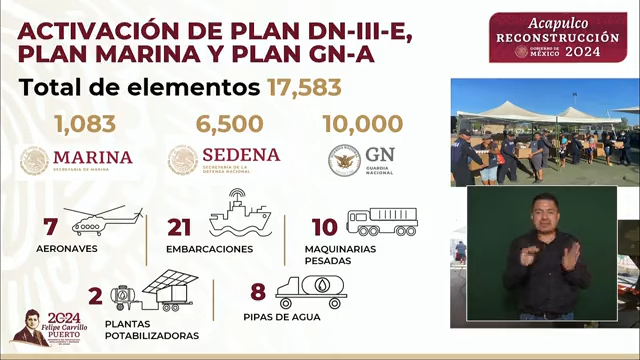 ACTIVACIÓN DE PLAN DN-III-E,
PLAN MARINA Y PLAN GN-A
Total de elementos 17,583
1,083
6,500
10,000
MARINA
SECRETARÍA DE MARINA
SEDENA
SECRETARÍA DE LA
DEFENSA NACIONAL
GN
GUARDIA
NACIONAL
7
AERONAVES
21
EMBARCACIONES
10
MAQUINARIAS
PESADAS
2
PLANTAS
POTABILIZADORAS
8
PIPAS DE AGUA
2024
Felipe Carrillo
PUERTO
Acapulco
RECONSTRUCCIÓN
GOBIERNO DE
MÉXICO
2024